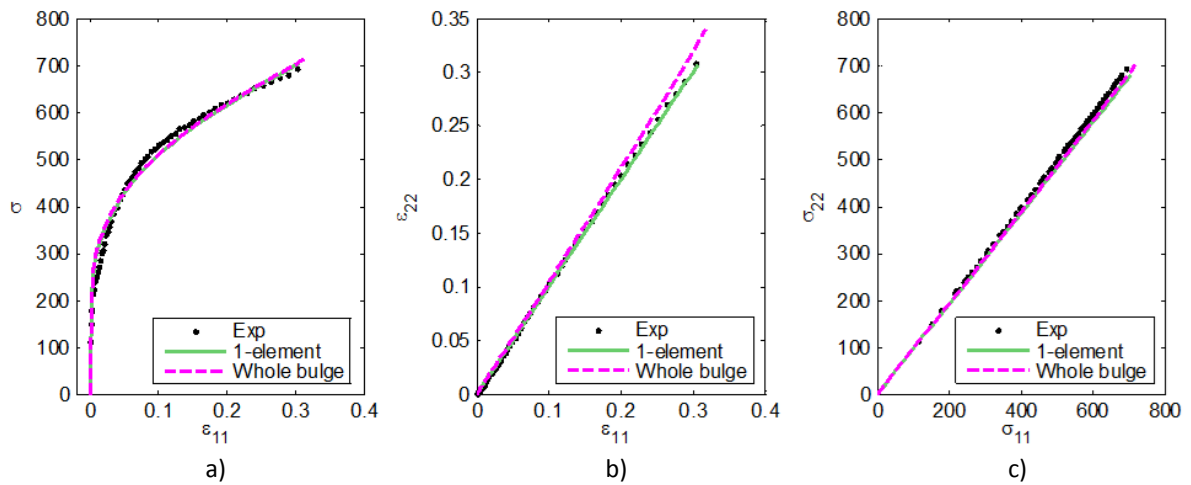 800
700
600
500
400
300
200
100
0
σ
0 0.1 0.2 0.3 0.4
ε11
Exp
1-element
Whole bulge
a)
0.35
0.3
0.25
0.2
0.15
0.1
0.05
0
ε22
0 0.1 0.2 0.3 0.4
ε11
Exp
1-element
Whole bulge
b)
800
700
600
500
400
300
200
100
0
σ22
0 200 400 600 800
σ11
Exp
1-element
Whole bulge
c)